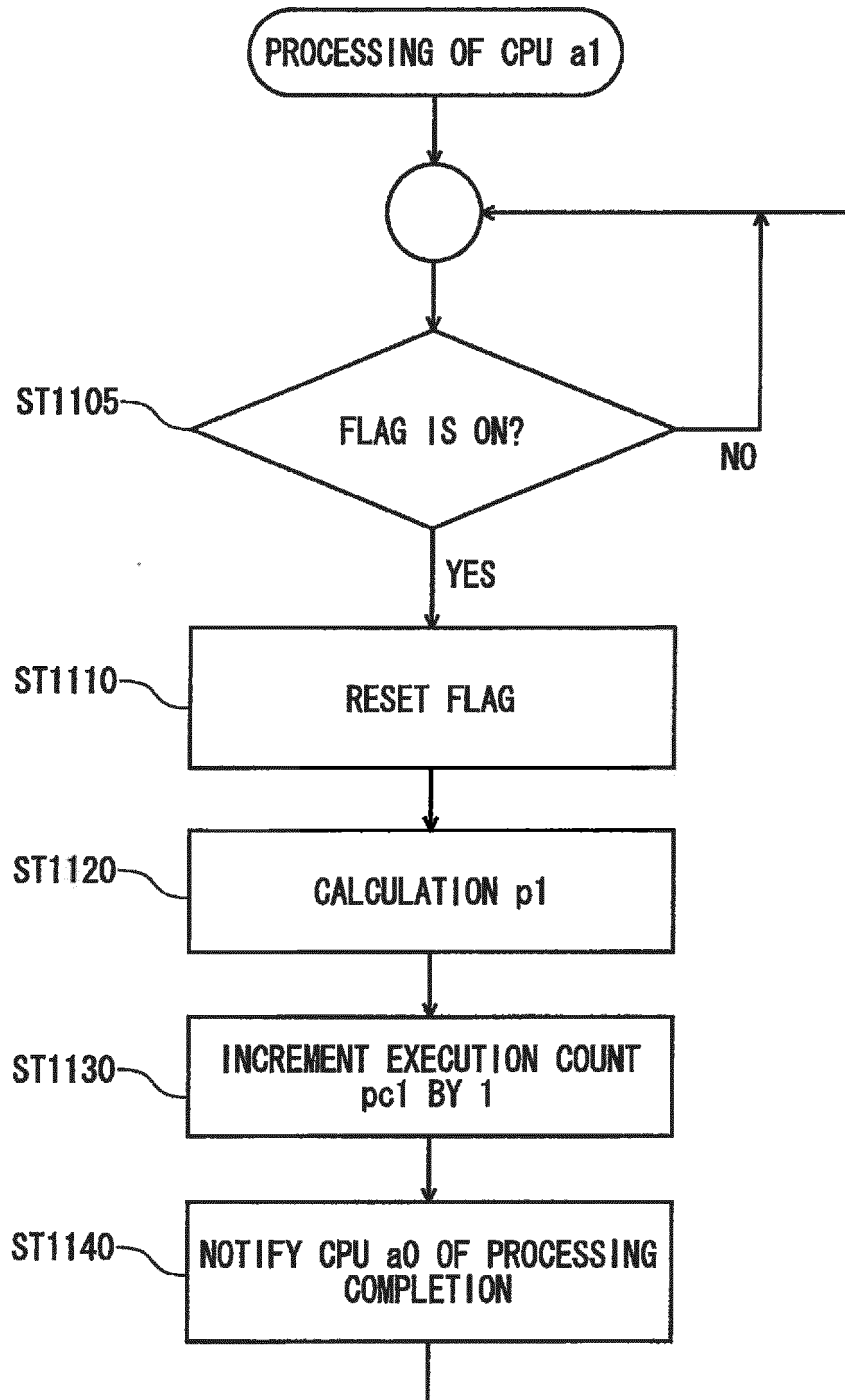 PROCESSING OF CPU a1
ST1105
FLAG IS ON?
NO
YES
ST1110
RESET FLAG
ST1120
CALCULATION p1
ST1130
INCREMENT EXECUTION COUNT
pc1 BY 1
ST1140
NOTIFY CPU a0 OF PROCESSING
COMPLETION